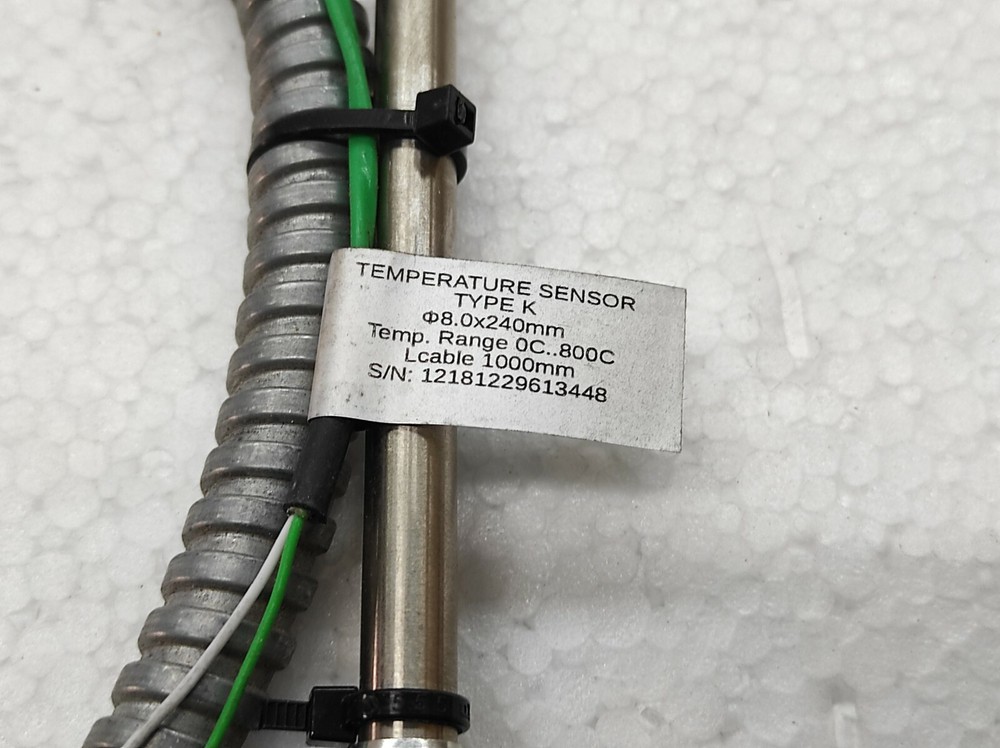 TEMPERATURE SENSOR
TYPE K
Φ8.0x240mm
Temp. Range 0C..800C
Lcable 1000mm
S/N: 12181229613448